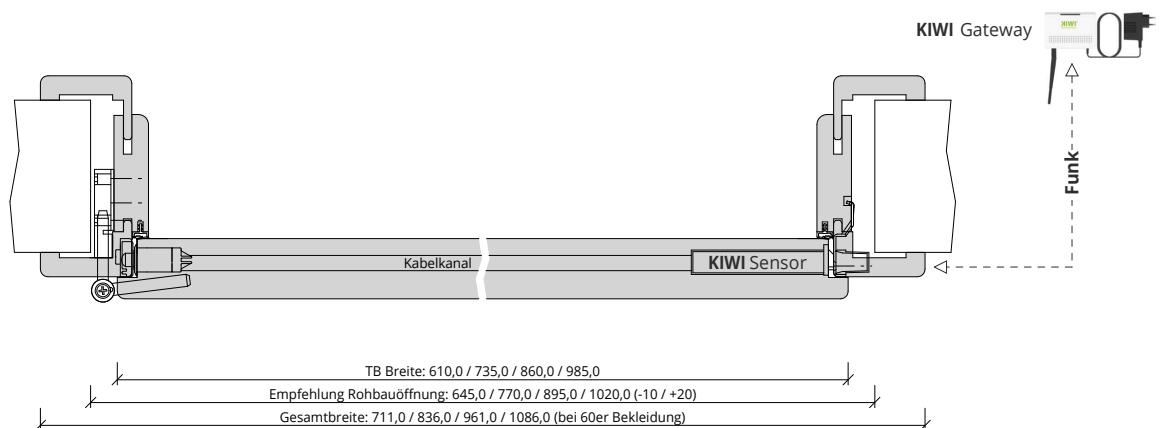 KIWI Gateway
KIWI
Funk
Kabelkanal
KIWI Sensor
TB Breite: 610,0 / 735,0 / 860,0 / 985,0
Empfehlung Rohbauöffnung: 645,0 / 770,0 / 895,0 / 1020,0 (-10 / +20)
Gesamtbreite: 711,0 / 836,0 / 961,0 / 1086,0 (bei 60er Bekleidung)